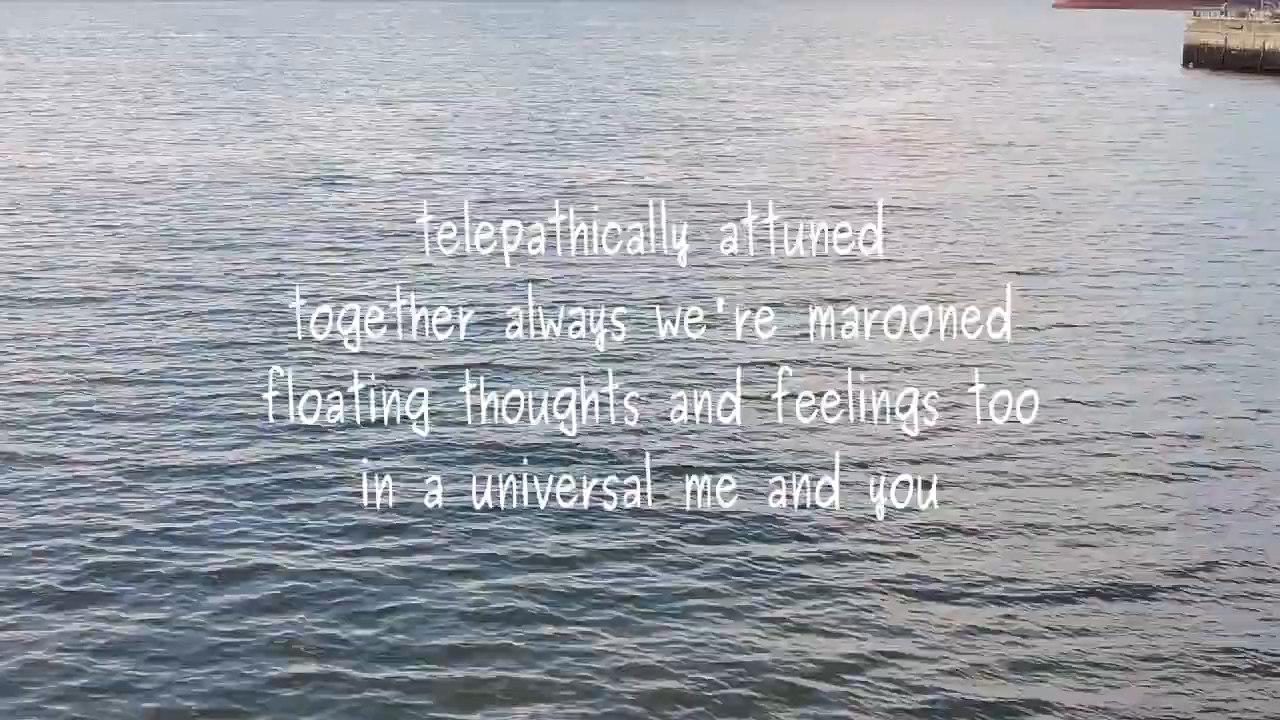 telepathically attuned
together always we're marooned
floating thoughts and feelings too
in a universal me and you